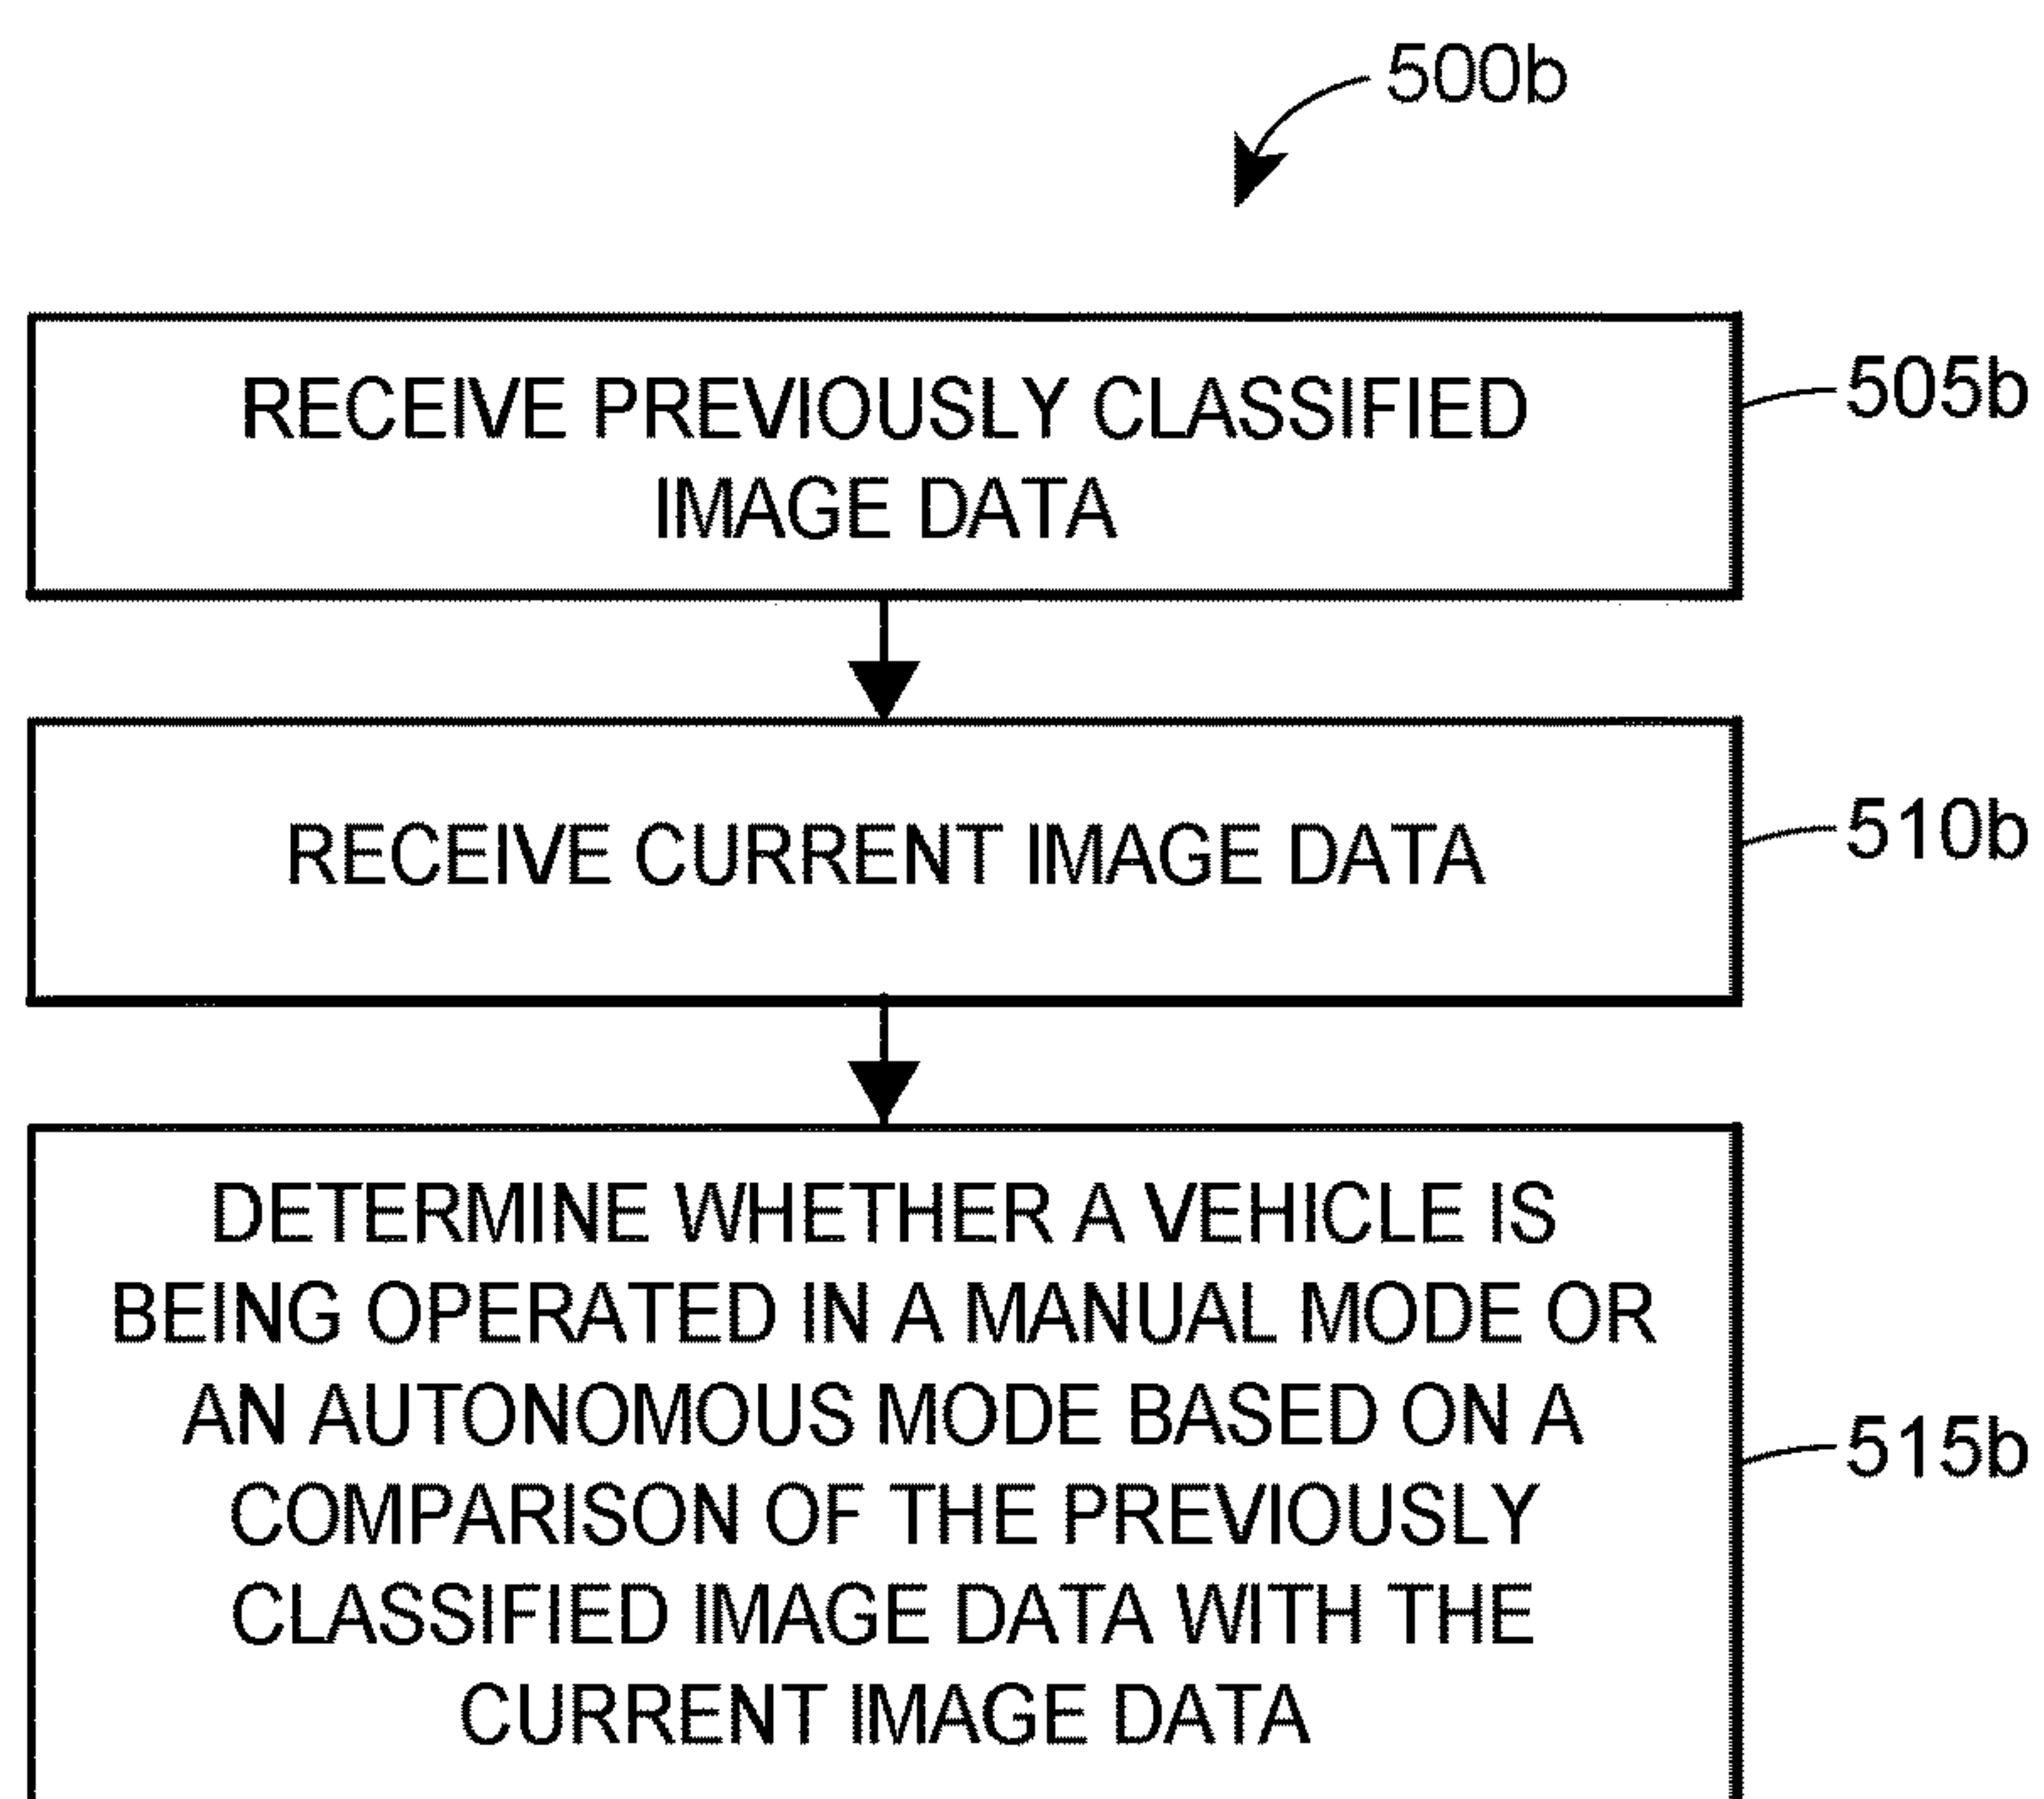 500b
RECEIVE PREVIOUSLY CLASSIFIED
IMAGE DATA
505b
RECEIVE CURRENT IMAGE DATA
510b
DETERMINE WHETHER A VEHICLE IS
BEING OPERATED IN A MANUAL MODE OR
AN AUTONOMOUS MODE BASED ON A
COMPARISON OF THE PREVIOUSLY
CLASSIFIED IMAGE DATA WITH THE
CURRENT IMAGE DATA
515b